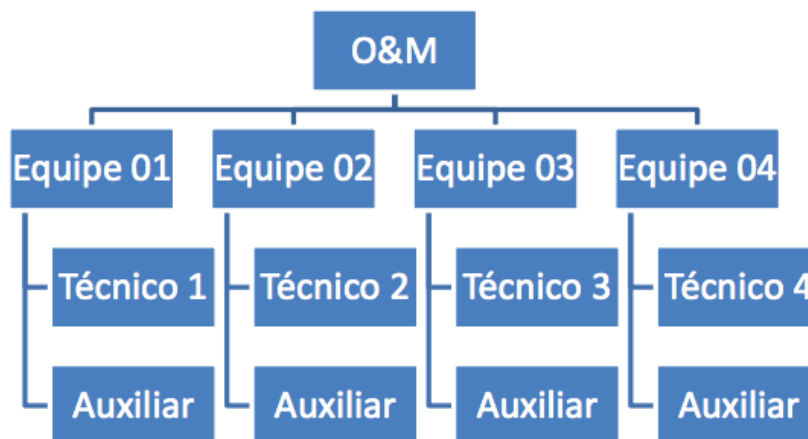 O&M
Equipe 01
Equipe 02
Equipe 03
Equipe 04
Técnico 1
Técnico 2
Técnico 3
Técnico 4
Auxiliar
Auxiliar
Auxiliar
Auxiliar